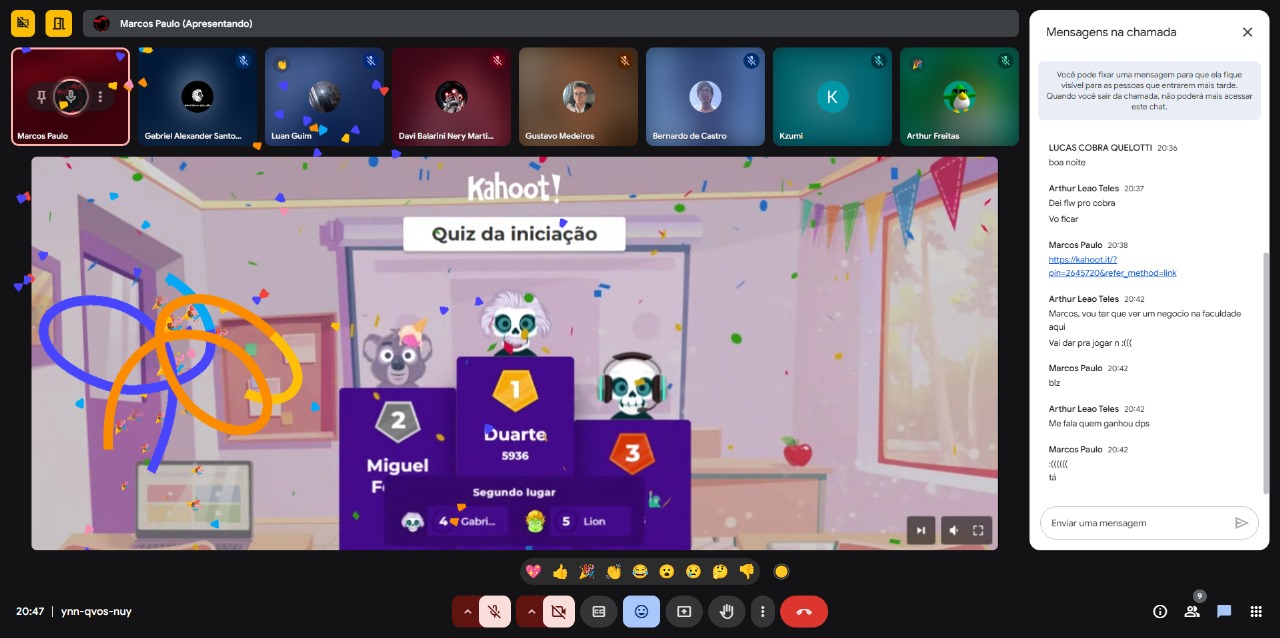 Marcos Paulo (Apresentando)
Marcos Paulo
Gabriel Alexander Santo...
Luan Guim
Davi Balarini Nery Marti...
Gustavo Medeiros
Bernardo de Castro
K
Kzumi
Arthur Freitas
Kahoot!
Quiz da iniciação
1
Duarte
5936
2
Miguel
3
Segundo lugar
4 Gabri...
5 Lion
Mensagens na chamada
Você pode fixar uma mensagem para que ela fique
visível para as pessoas que entrarem mais tarde.
Quando você sair da chamada, não poderá mais acessar
este chat.
LUCAS COBRA QUELOTTI 20:36
boa noite
Arthur Leao Teles 20:37
Dei flw pro cobra
Vo ficar
Marcos Paulo 20:38
https://kahoot.it/?
pin=2645720&refer_method=link
Arthur Leao Teles 20:42
Marcos, vou ter que ver um negocio na faculdade
aqui
Vai dar pra jogar n :(((
Marcos Paulo 20:42
blz
Arthur Leao Teles 20:42
Me fala quem ganhou dps
Marcos Paulo 20:42
:((((((
tá
Enviar uma mensagem
20:47 | ynn-qvos-nuy
9